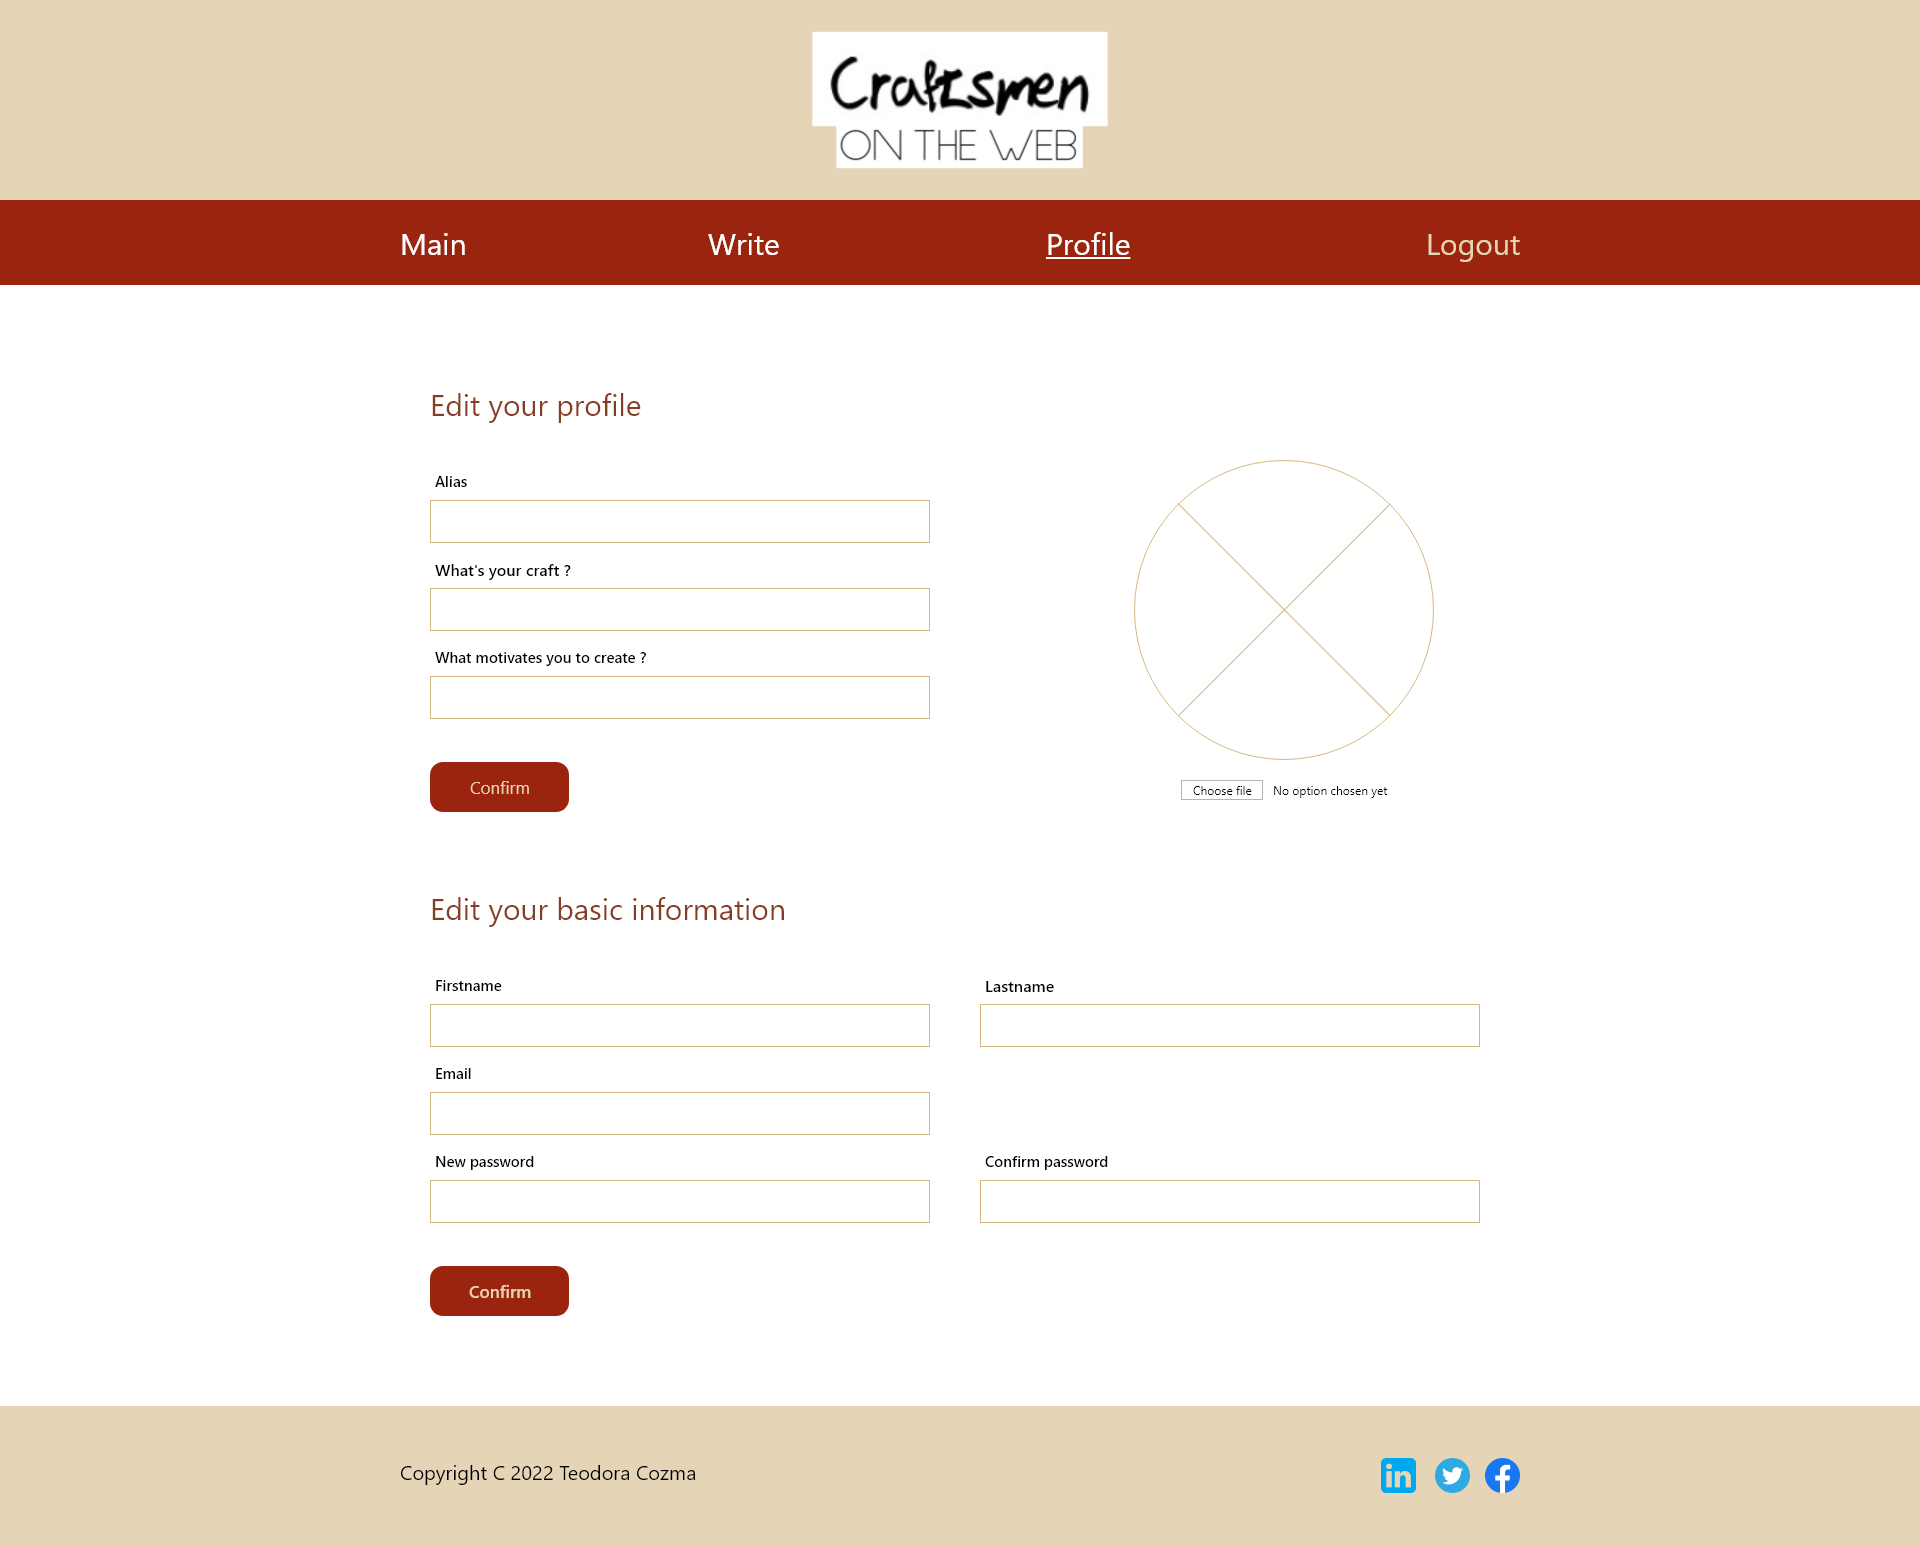 Craftsmen
ON THE WEB
Main Write Profile Logout
Edit your profile
Alias
What's your craft ?
What motivates you to create ?
Confirm
Choose file No option chosen yet
Edit your basic information
Firstname Lastname
Email
New password Confirm password
Confirm
Copyright C 2022 Teodora Cozma
in